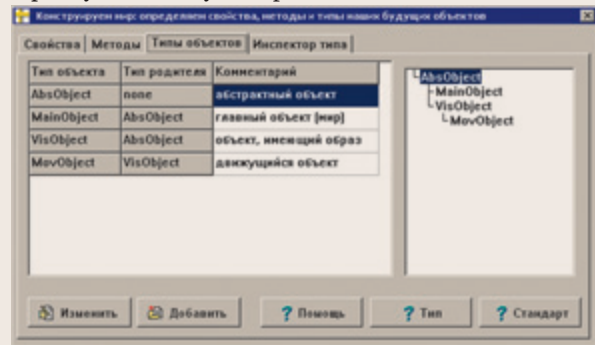 Конструируем мир: определяем свойства, методы и типы наших будущих объектов
Свойства Методы Типы объектов Инспектор типа
Тип объекта Тип родителя Комментарий
AbsObject none абстрактный объект
MainObject AbsObject главный объект (мир)
VisObject AbsObject объект, имеющий образ
MovObject VisObject движущийся объект
AbsObject
MainObject
VisObject
MovObject
Изменить Добавить ? Помощь ? Тип ? Стандарт